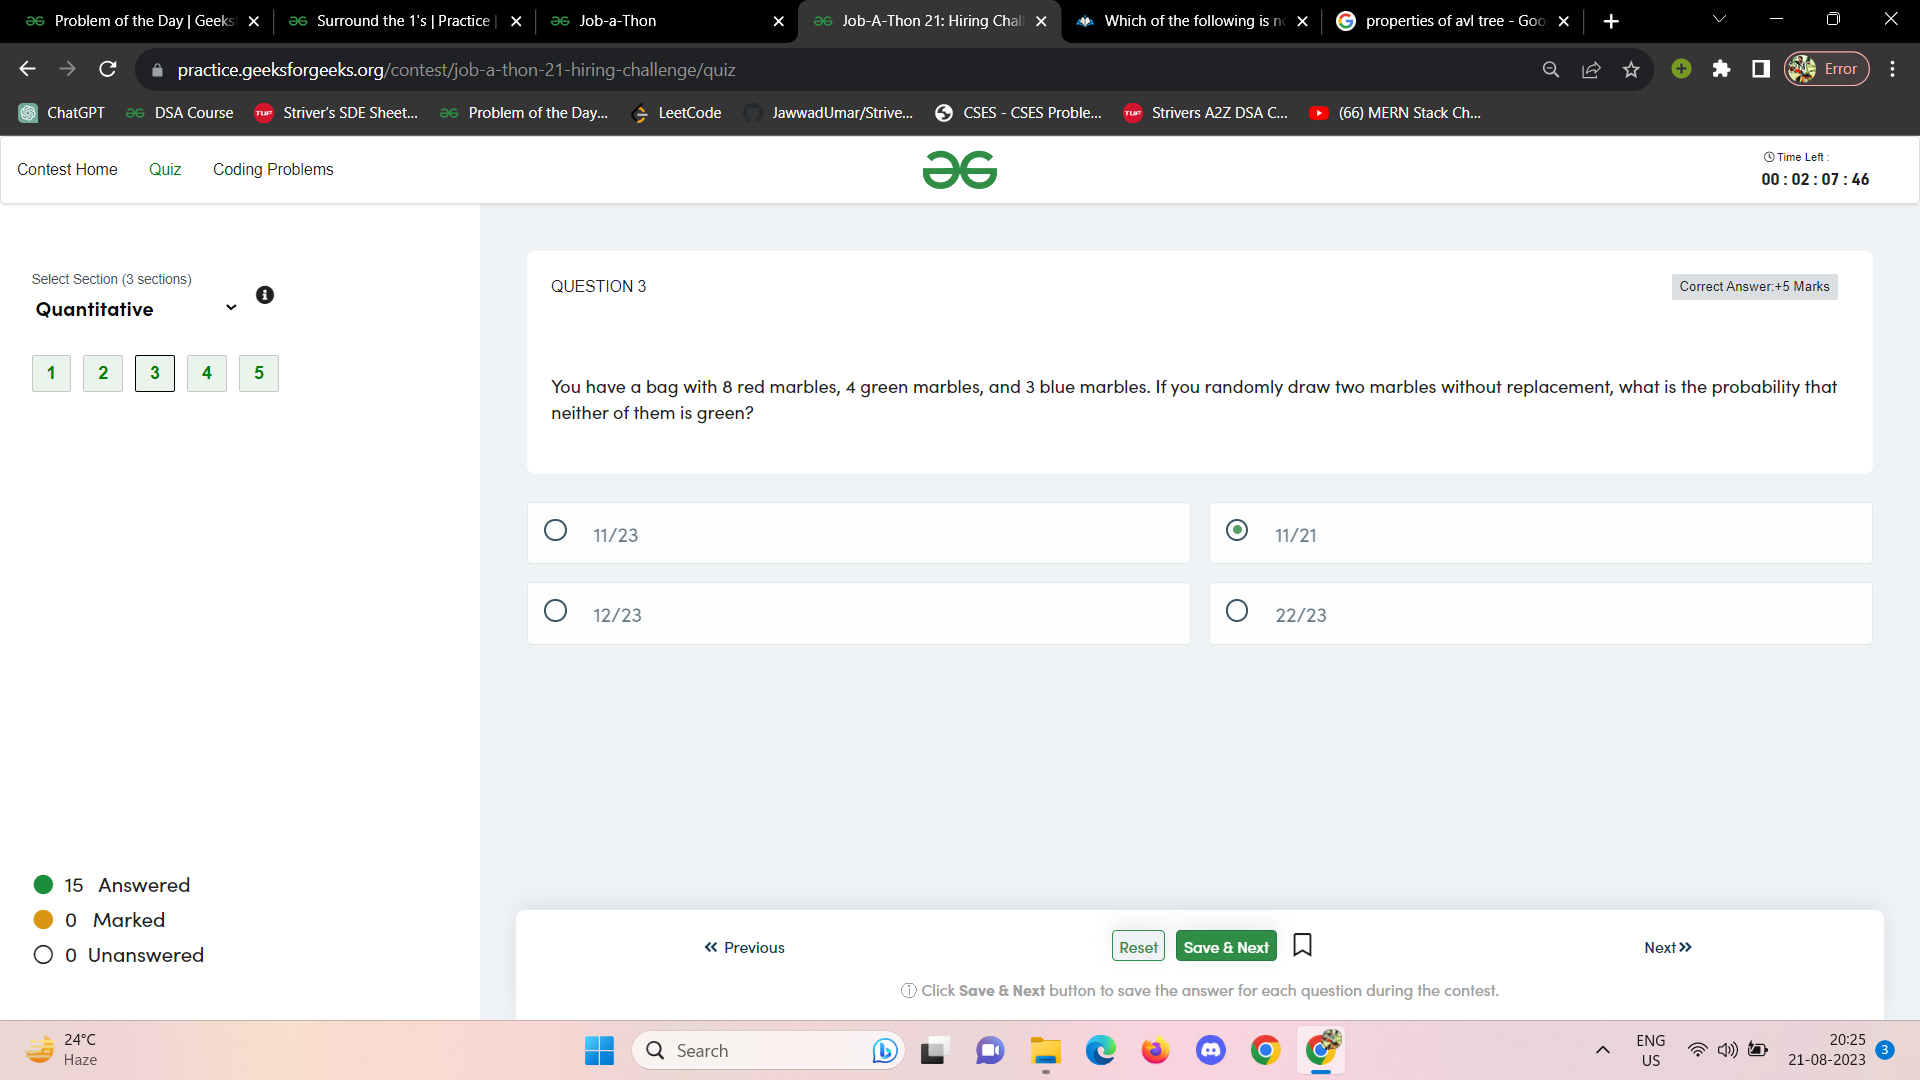 Problem of the Day | Geeks
Surround the 1's | Practice |
Job-a-Thon
Job-A-Thon 21: Hiring Chall
Which of the following is n
properties of avl tree - Goo
practice.geeksforgeeks.org/contest/job-a-thon-21-hiring-challenge/quiz
Error
ChatGPT
DSA Course
Striver's SDE Sheet...
Problem of the Day...
LeetCode
JawwadUmar/Strive...
CSES - CSES Proble...
Strivers A2Z DSA C...
(66) MERN Stack Ch...
Contest Home
Quiz
Coding Problems
Time Left :
00 : 02 : 07 : 46
Select Section (3 sections)
Quantitative
1 2 3 4 5
QUESTION 3
Correct Answer:+5 Marks
You have a bag with 8 red marbles, 4 green marbles, and 3 blue marbles. If you randomly draw two marbles without replacement, what is the probability that
neither of them is green?
11/23
11/21
12/23
22/23
15 Answered
0 Marked
0 Unanswered
Previous
Reset
Save & Next
Next
Click Save & Next button to save the answer for each question during the contest.
24°C
Haze
Search
ENG
US
20:25
21-08-2023
3